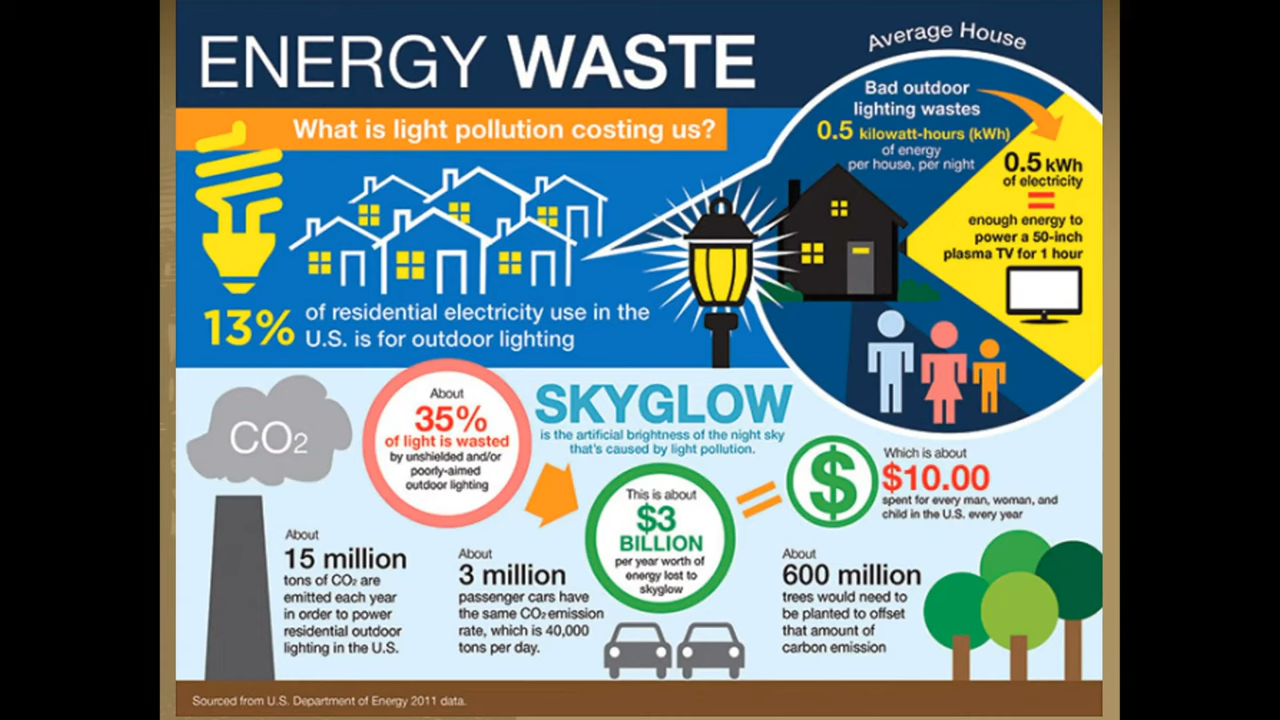 ENERGY WASTE
What is light pollution costing us?
13%
of residential electricity use in the
U.S. is for outdoor lighting
Average House
Bad outdoor
lighting wastes
0.5 kilowatt-hours (kWh)
of energy
per house, per night
0.5 kWh
of electricity
=
enough energy to
power a 50-inch
plasma TV for 1 hour
CO2
About
35%
of light is wasted
by unshielded and/or
poorly-aimed
outdoor lighting
SKYGLOW
is the artificial brightness of the night sky
that's caused by light pollution.
This is about
$3
BILLION
per year worth of
energy lost to
skyglow
=
$
Which is about
$10.00
spent for every man, woman, and
child in the U.S. every year
About
15 million
tons of CO2 are
emitted each year
in order to power
residential outdoor
lighting in the U.S.
About
3 million
passenger cars have
the same CO2 emission
rate, which is 40,000
tons per day.
About
600 million
trees would need to
be planted to offset
that amount of
carbon emission
Sourced from U.S. Department of Energy 2011 data.